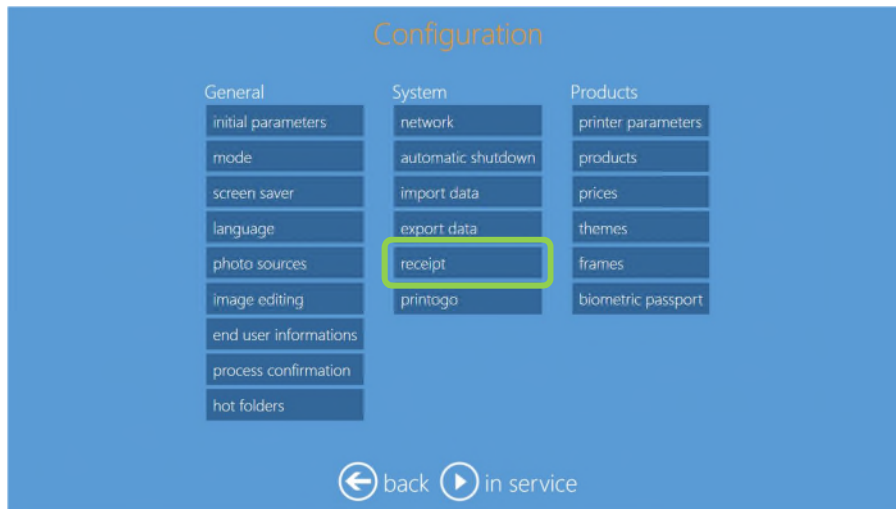 Configuration
General
initial parameters
mode
screen saver
language
photo sources
image editing
end user informations
process confirmation
hot folders
System
network
automatic shutdown
import data
export data
receipt
printogo
Products
printer parameters
products
prices
themes
frames
biometric passport
back in service